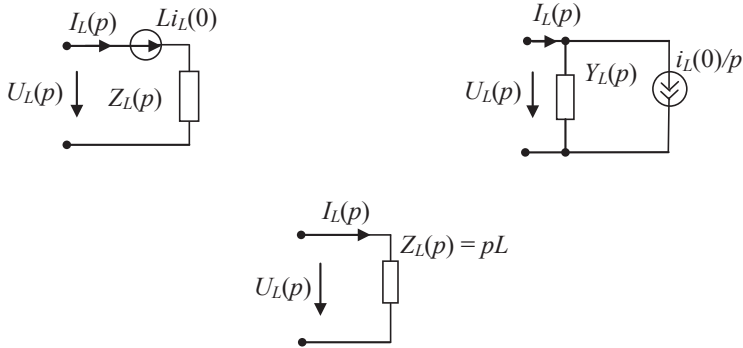 I_L(p) Li_L(0)
U_L(p) Z_L(p)
I_L(p)
U_L(p) Y_L(p) i_L(0)/p
I_L(p)
U_L(p) Z_L(p) = pL